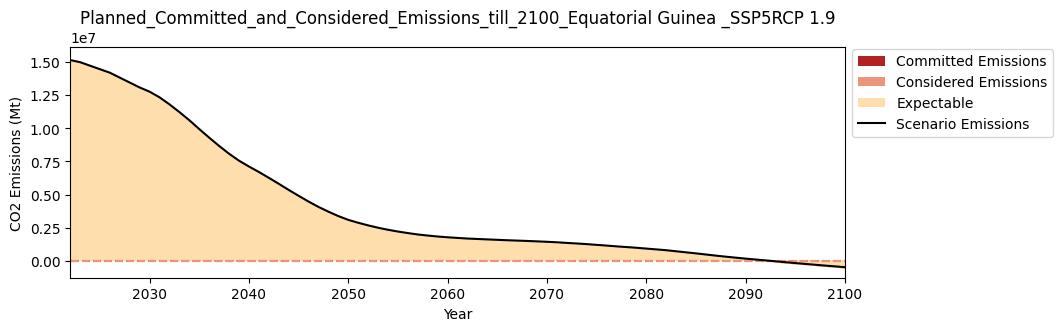 Planned_Committed_and_Considered_Emissions_till_2100_Equatorial Guinea _SSP5RCP 1.9
1e7
1.50
1.25
1.00
0.75
0.50
0.25
0.00
CO2 Emissions (Mt)
2030 2040 2050 2060 2070 2080 2090 2100
Year
Committed Emissions
Considered Emissions
Expectable
Scenario Emissions